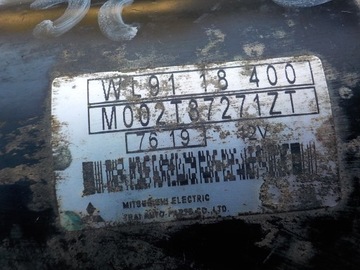 WL91 18 400
M002T87271ZT
7619 12V
MITSUBISHI ELECTRIC
THAI AUTO-PARTS CO.,LTD.